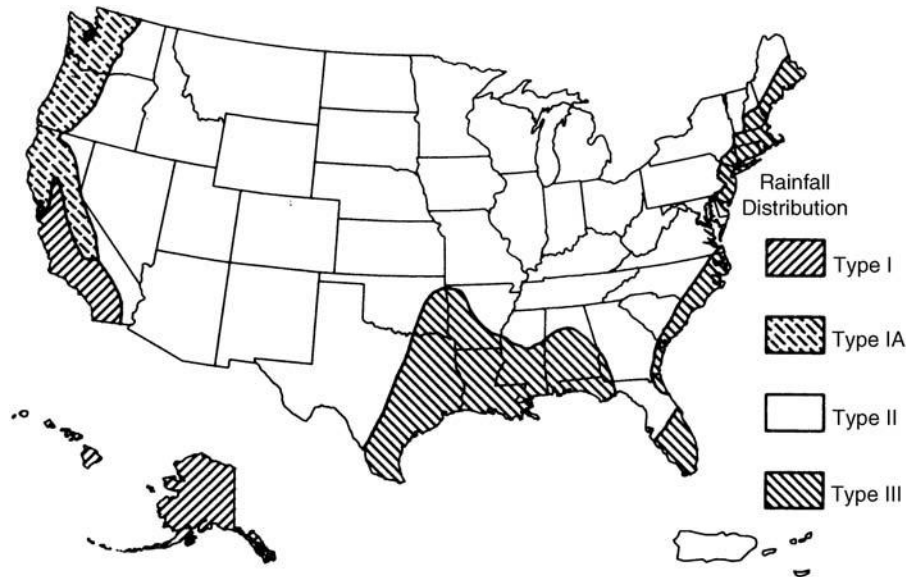 Rainfall
Distribution
Type I
Type IA
Type II
Type III